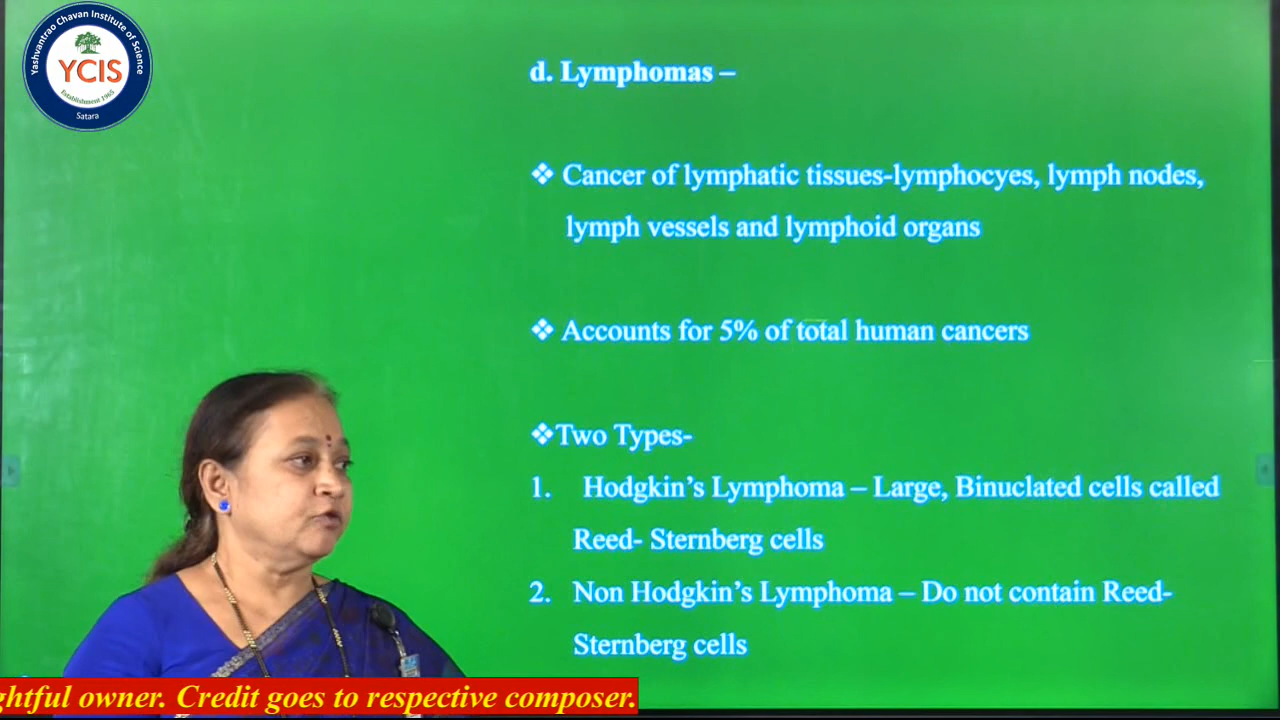 Yashvantrao Chavan Institute of Science
YCIS
Establishment 1965
Satara
d. Lymphomas –
❖ Cancer of lymphatic tissues-lymphocyes, lymph nodes,
lymph vessels and lymphoid organs
❖ Accounts for 5% of total human cancers
❖Two Types-
1. Hodgkin’s Lymphoma – Large, Binuclated cells called
Reed- Sternberg cells
2. Non Hodgkin’s Lymphoma – Do not contain Reed-
Sternberg cells
ghtful owner. Credit goes to respective composer.